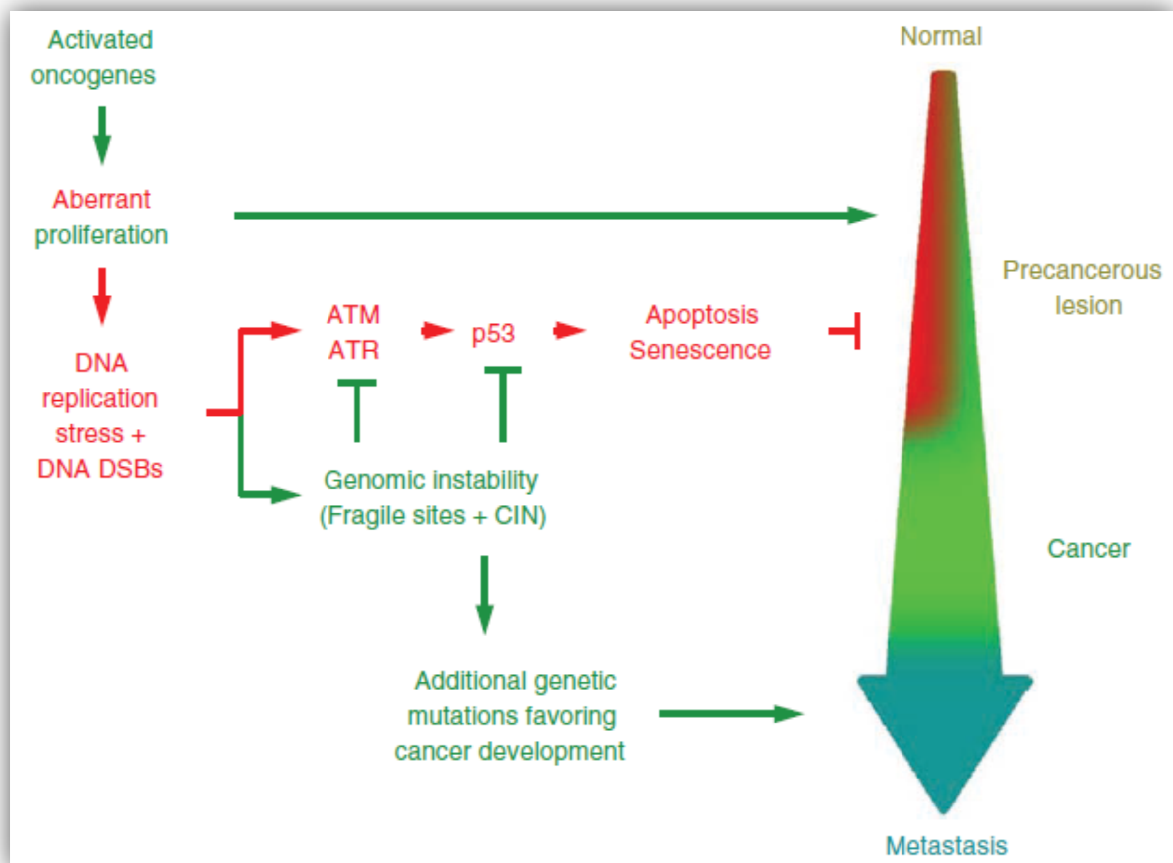 Activated
oncogenes
Normal
Aberrant
proliferation
Precancerous
lesion
ATM
ATR
p53
Apoptosis
Senescence
DNA
replication
stress +
DNA DSBs
Genomic instability
(Fragile sites + CIN)
Cancer
Additional genetic
mutations favoring
cancer development
Metastasis